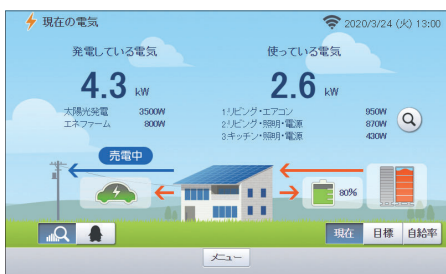 現在の電気
2020/3/24 (火) 13:00
発電している電気
使っている電気
4.3 kW
2.6 kW
太陽光発電 3500W
エネファーム 800W
1:リビング・エアコン 950W
2:リビング・照明・電源 870W
3:キッチン・照明・電源 430W
売電中
80%
現在
目標
自給率
メニュー